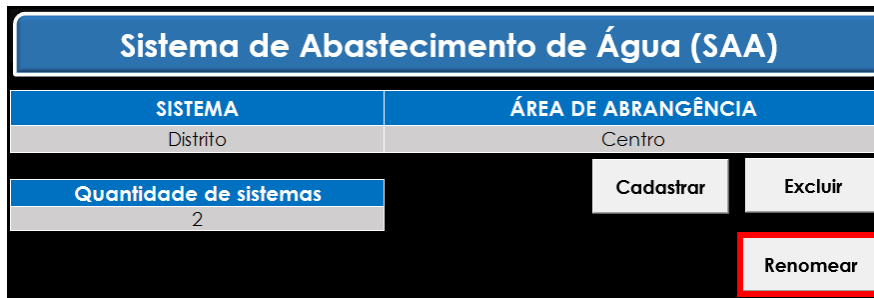 Sistema de Abastecimento de Água (SAA)
SISTEMA ÁREA DE ABRANGÊNCIA
Distrito Centro
Cadastrar Excluir
Quantidade de sistemas
2
Renomear